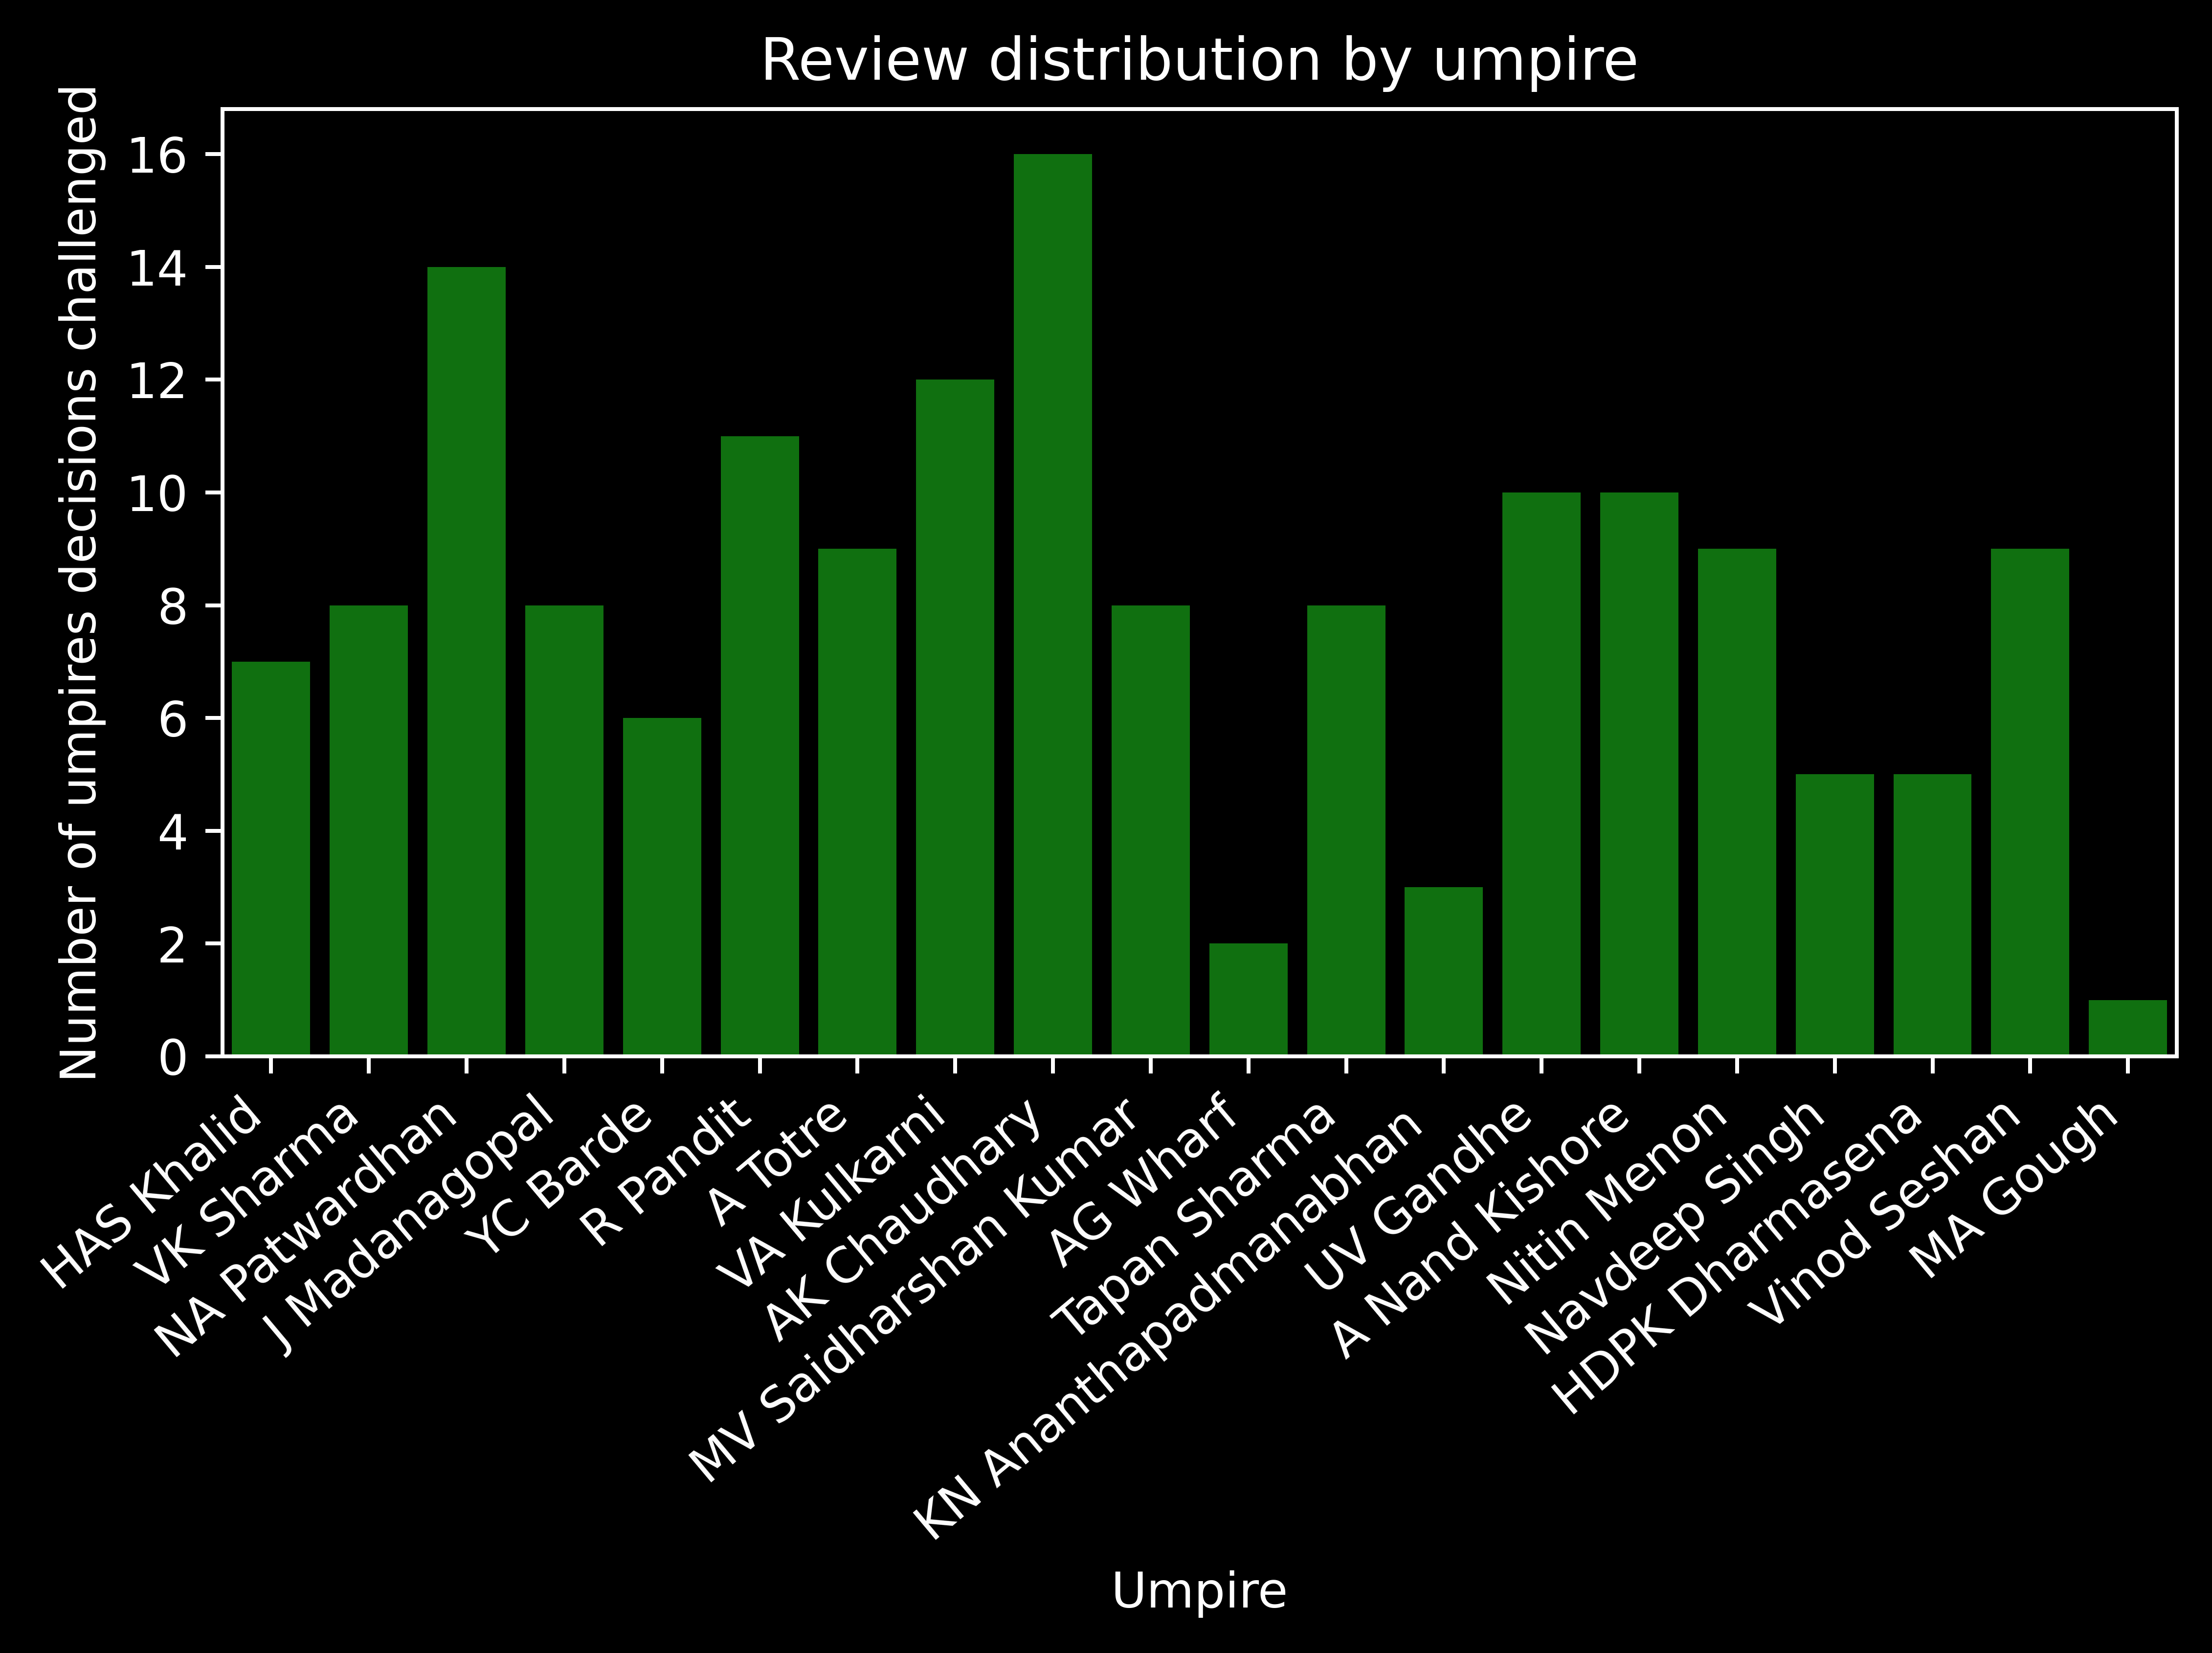 Review distribution by umpire
Number of umpires decisions challenged
16
14
12
10
8
6
4
2
0
HAS Khalid
VK Sharma
NA Patwardhan
J Madanagopal
YC Barde
R Pandit
A Totre
VA Kulkarni
AK Chaudhary
MV Saidharshan Kumar
AG Wharf
Tapan Sharma
KN Ananthapadmanabhan
UV Gandhe
A Nand Kishore
Nitin Menon
Navdeep Singh
HDPK Dharmasena
Vinod Seshan
MA Gough
Umpire